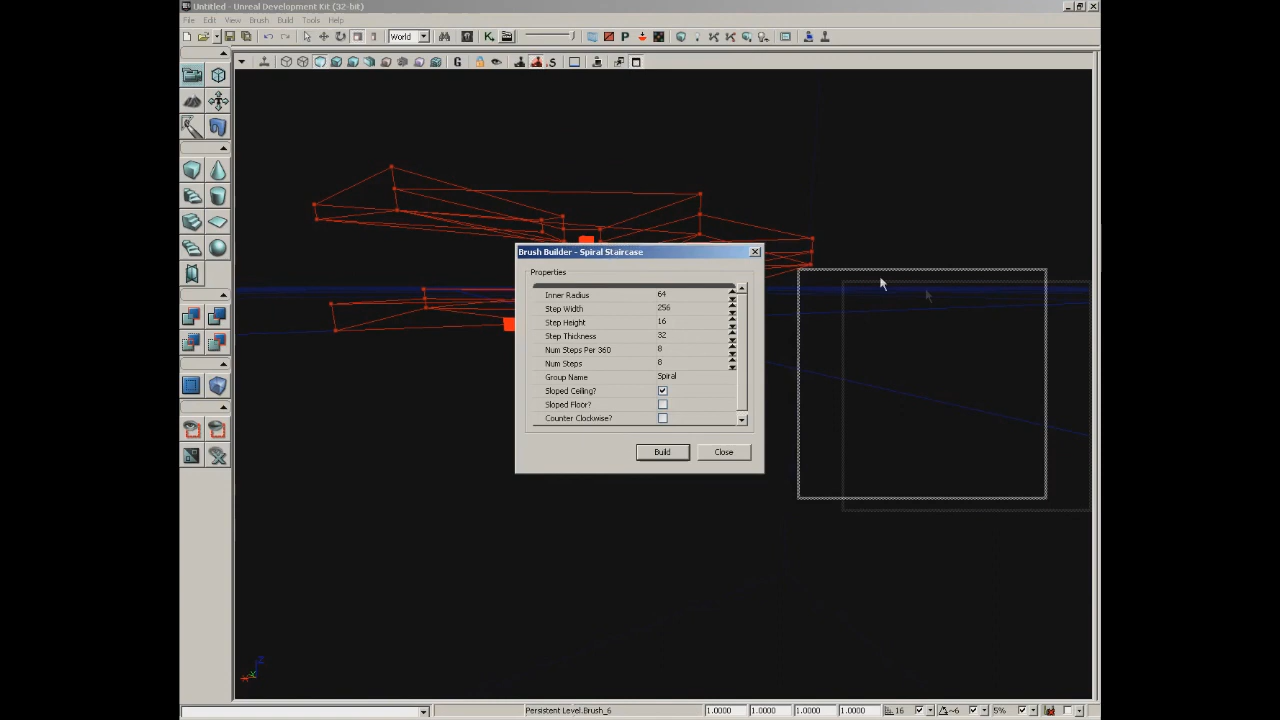 Untitled - Unreal Development Kit (32-bit)
File Edit View Brush Build Tools Help
World
G
P
S
Brush Builder - Spiral Staircase
Properties
Inner Radius 64
Step Width 256
Step Height 16
Step Thickness 32
Num Steps Per 360 8
Num Steps 8
Group Name Spiral
Sloped Ceiling?
Sloped Floor?
Counter Clockwise?
Build Close
Persistent Level.Brush_6 1.0000 1.0000 1.0000 1.0000 16 ~6 5%